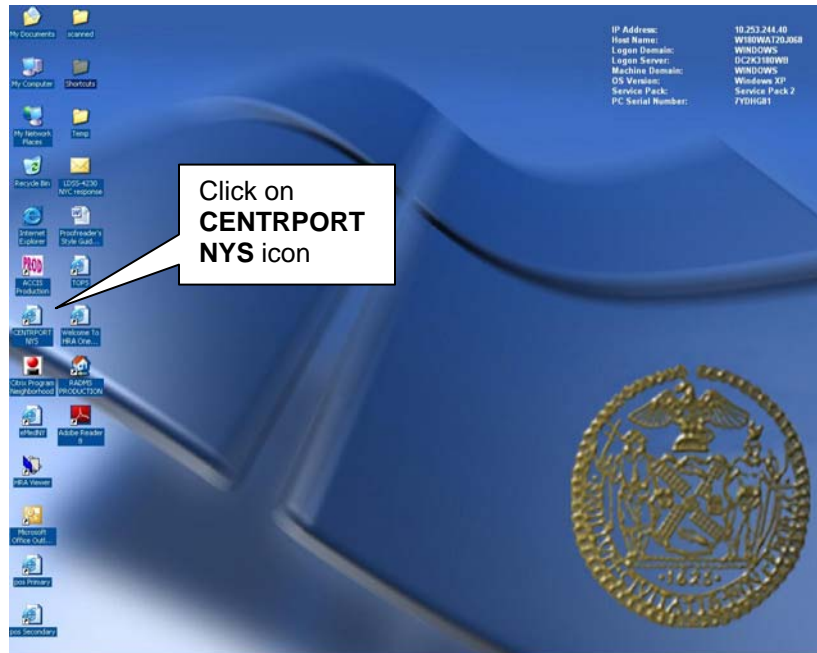 My Documents
scanned
My Computer
Shortcuts
My Network
Places
Temp
Recycle Bin
LDSS-4230
NYC response
Internet
Explorer
Proofreader's
Style Guid...
PROD
ACCIS
Production
TOPS
CENTRPORT
NYS
Welcome To
HRA One...
Citrix Program
Neighborhood
RADMS
PRODUCTION
eMedNY
Adobe Reader
8
HRA Viewer
Microsoft
Office Outl...
pos Primary
pos Secondary
Click on
CENTRPORT
NYS icon
IP Address: 10.253.244.40
Host Name: W180WAT20J068
Logon Domain: WINDOWS
Logon Server: DC2K3180WB
Machine Domain: WINDOWS
OS Version: Windows XP
Service Pack: Service Pack 2
PC Serial Number: 7YDHG81
·1625·